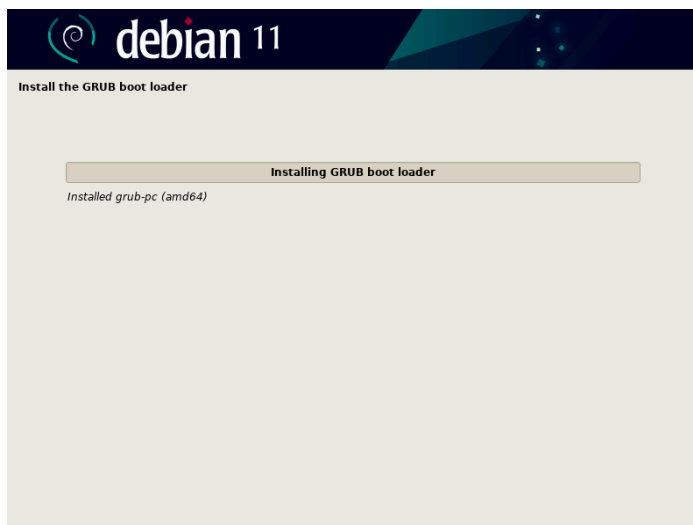 debian 11
Install the GRUB boot loader
Installing GRUB boot loader
Installed grub-pc (amd64)